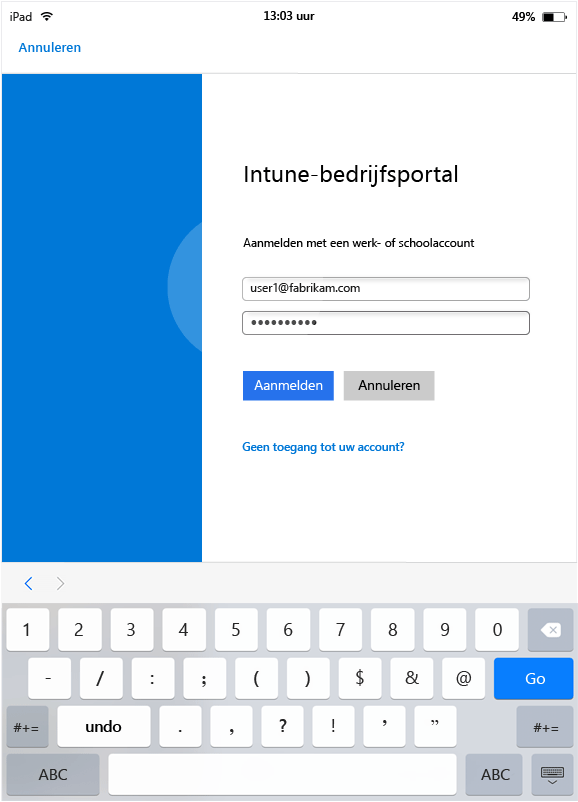 iPad 13:03 uur 49%
Annuleren
Intune-bedrijfsportal
Aanmelden met een werk- of schoolaccount
user1@fabrikam.com
••••••••••
Aanmelden Annuleren
Geen toegang tot uw account?
1 2 3 4 5 6 7 8 9 0
- / : ; ( ) $ & @ Go
#+= undo . , ? ! ’ ” #+=
ABC ABC